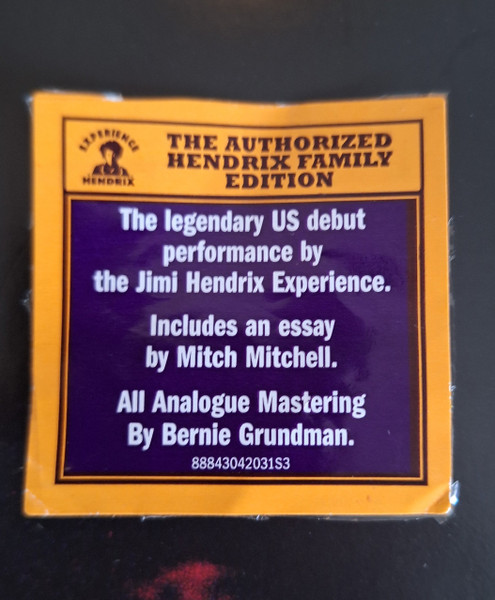 EXPERIENCE
HENDRIX
THE AUTHORIZED
HENDRIX FAMILY
EDITION
The legendary US debut
performance by
the Jimi Hendrix Experience.
Includes an essay
by Mitch Mitchell.
All Analogue Mastering
By Bernie Grundman.
88843042031S3